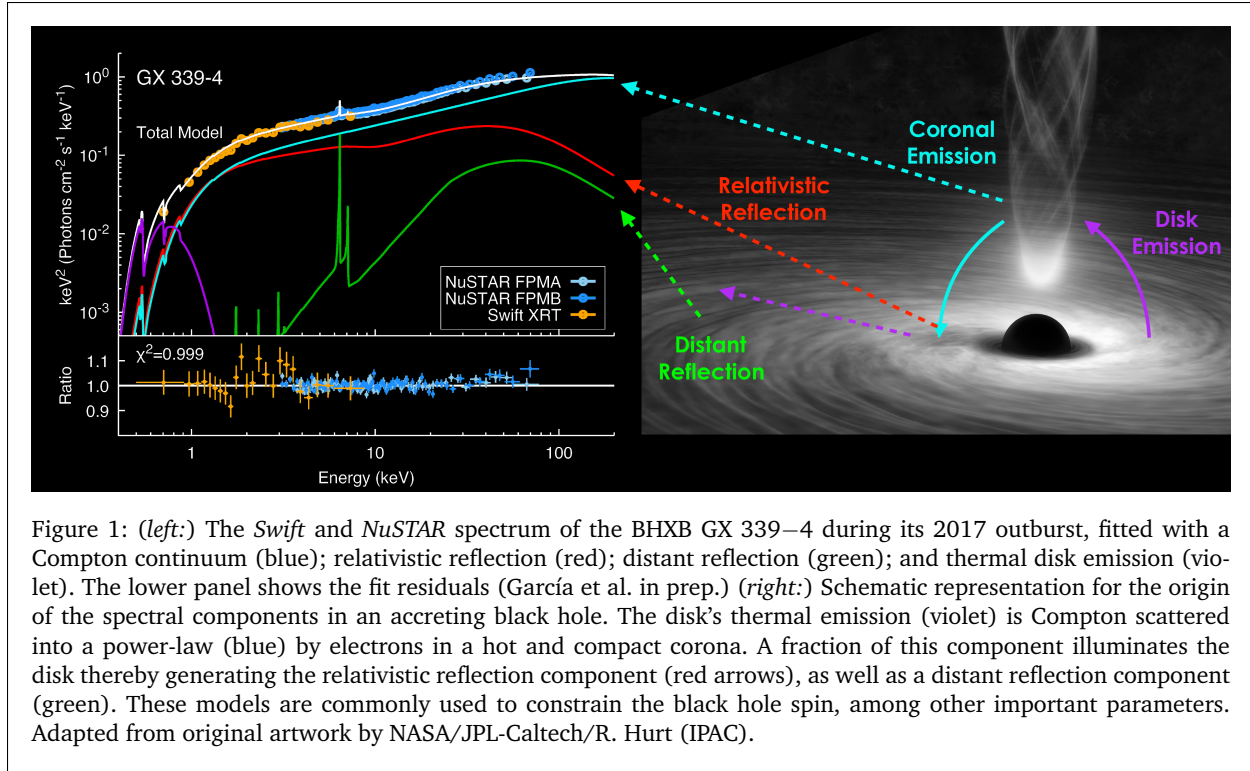 GX 339-4
Total Model
10⁰
10⁻¹
10⁻²
10⁻³
keV² (Photons cm⁻² s⁻¹ keV⁻¹)
NuSTAR FPMA
NuSTAR FPMB
Swift XRT
χ²=0.999
1.1
1.0
0.9
Ratio
1
10
100
Energy (keV)
Coronal
Emission
Relativistic
Reflection
Disk
Emission
Distant
Reflection
Figure 1: (left:) The Swift and NuSTAR spectrum of the BHXB GX 339−4 during its 2017 outburst, fitted with a
Compton continuum (blue); relativistic reflection (red); distant reflection (green); and thermal disk emission (vio-
let). The lower panel shows the fit residuals (García et al. in prep.) (right:) Schematic representation for the origin
of the spectral components in an accreting black hole. The disk’s thermal emission (violet) is Compton scattered
into a power-law (blue) by electrons in a hot and compact corona. A fraction of this component illuminates the
disk thereby generating the relativistic reflection component (red arrows), as well as a distant reflection component
(green). These models are commonly used to constrain the black hole spin, among other important parameters.
Adapted from original artwork by NASA/JPL-Caltech/R. Hurt (IPAC).